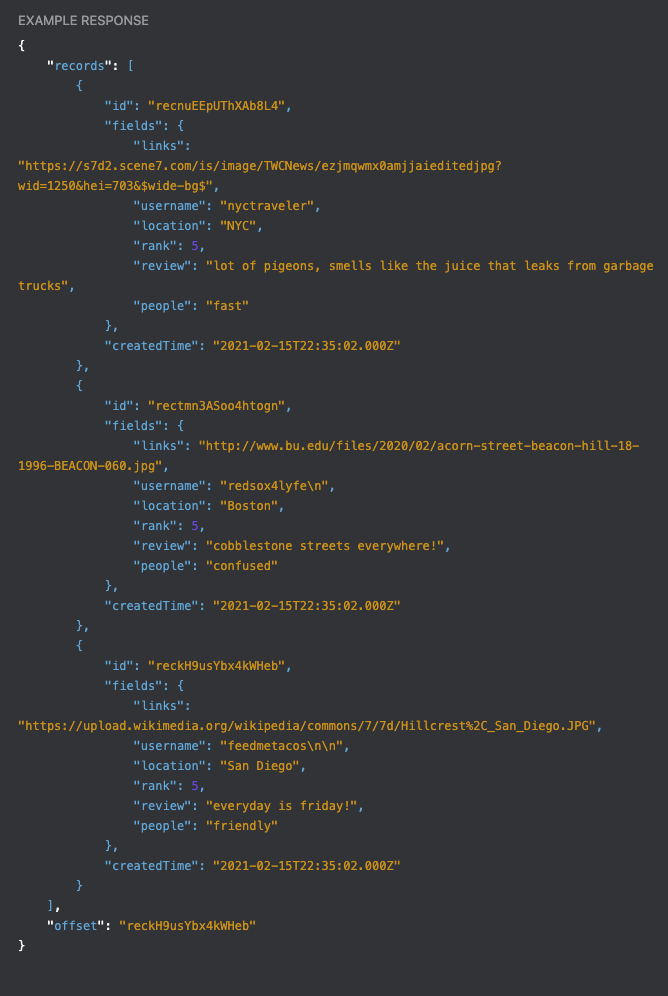 EXAMPLE RESPONSE
{
    "records": [
        {
            "id": "recnuEEpUThXAb8L4",
            "fields": {
                "links":
"https://s7d2.scene7.com/is/image/TWCNews/ezjmqwmx0amjjaieditedjpg?
wid=1250&hei=703&$wide-bg$",
                "username": "nyctraveler",
                "location": "NYC",
                "rank": 5,
                "review": "lot of pigeons, smells like the juice that leaks from garbage
trucks",
                "people": "fast"
            },
            "createdTime": "2021-02-15T22:35:02.000Z"
        },
        {
            "id": "rectmn3ASoo4htogn",
            "fields": {
                "links": "http://www.bu.edu/files/2020/02/acorn-street-beacon-hill-18-
1996-BEACON-060.jpg",
                "username": "redsox4lyfe\n",
                "location": "Boston",
                "rank": 5,
                "review": "cobblestone streets everywhere!",
                "people": "confused"
            },
            "createdTime": "2021-02-15T22:35:02.000Z"
        },
        {
            "id": "reckH9usYbx4kWHeb",
            "fields": {
                "links":
"https://upload.wikimedia.org/wikipedia/commons/7/7d/Hillcrest%2C_San_Diego.JPG",
                "username": "feedmetacos\n\n",
                "location": "San Diego",
                "rank": 5,
                "review": "everyday is friday!",
                "people": "friendly"
            },
            "createdTime": "2021-02-15T22:35:02.000Z"
        }
    ],
    "offset": "reckH9usYbx4kWHeb"
}